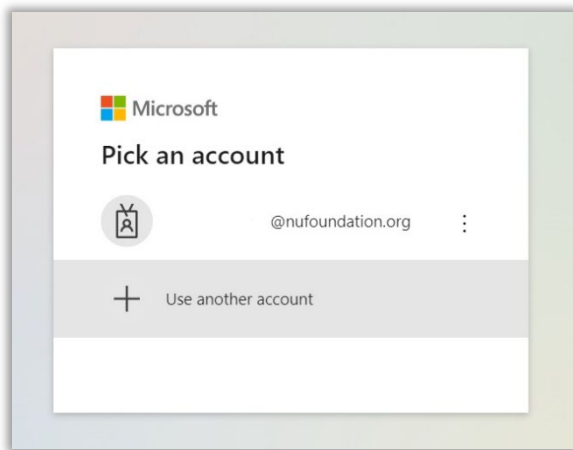 Microsoft
Pick an account
@nufoundation.org
Use another account